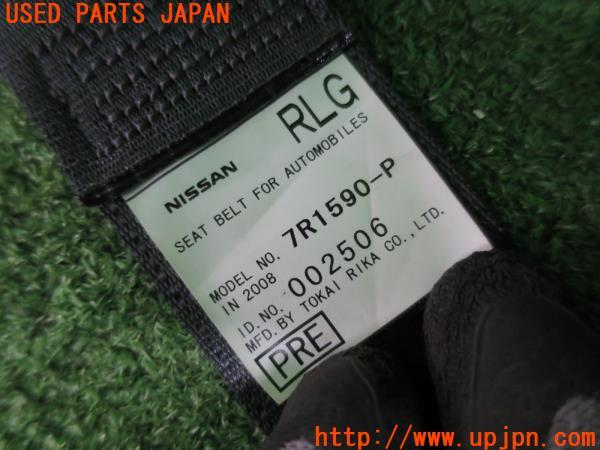 USED PARTS JAPAN
RLG
NISSAN
SEAT BELT FOR AUTOMOBILES
MODEL NO. 7R1590-P
IN 2008
ID.NO. 002506
MFD.BY TOKAI RIKA CO.,LTD.
PRE
http://www.upjpn.com